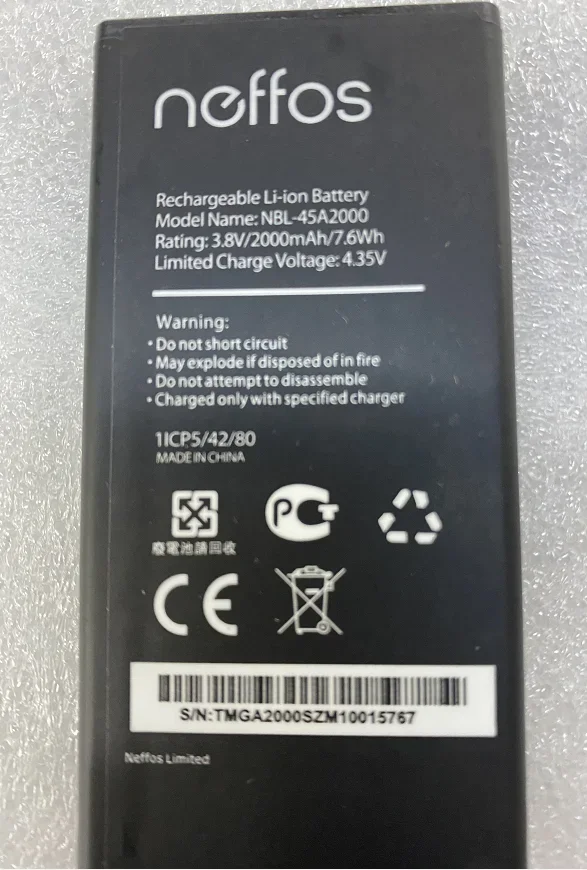 neffos
Rechargeable Li-ion Battery
Model Name: NBL-45A2000
Rating: 3.8V/2000mAh/7.6Wh
Limited Charge Voltage: 4.35V
Warning:
• Do not short circuit
• May explode if disposed of in fire
• Do not attempt to disassemble
• Charged only with specified charger
1ICP5/42/80
MADE IN CHINA
PCT
廢電池請回收
CE
S/N:TMGA2000SZM10015767
Neffos Limited